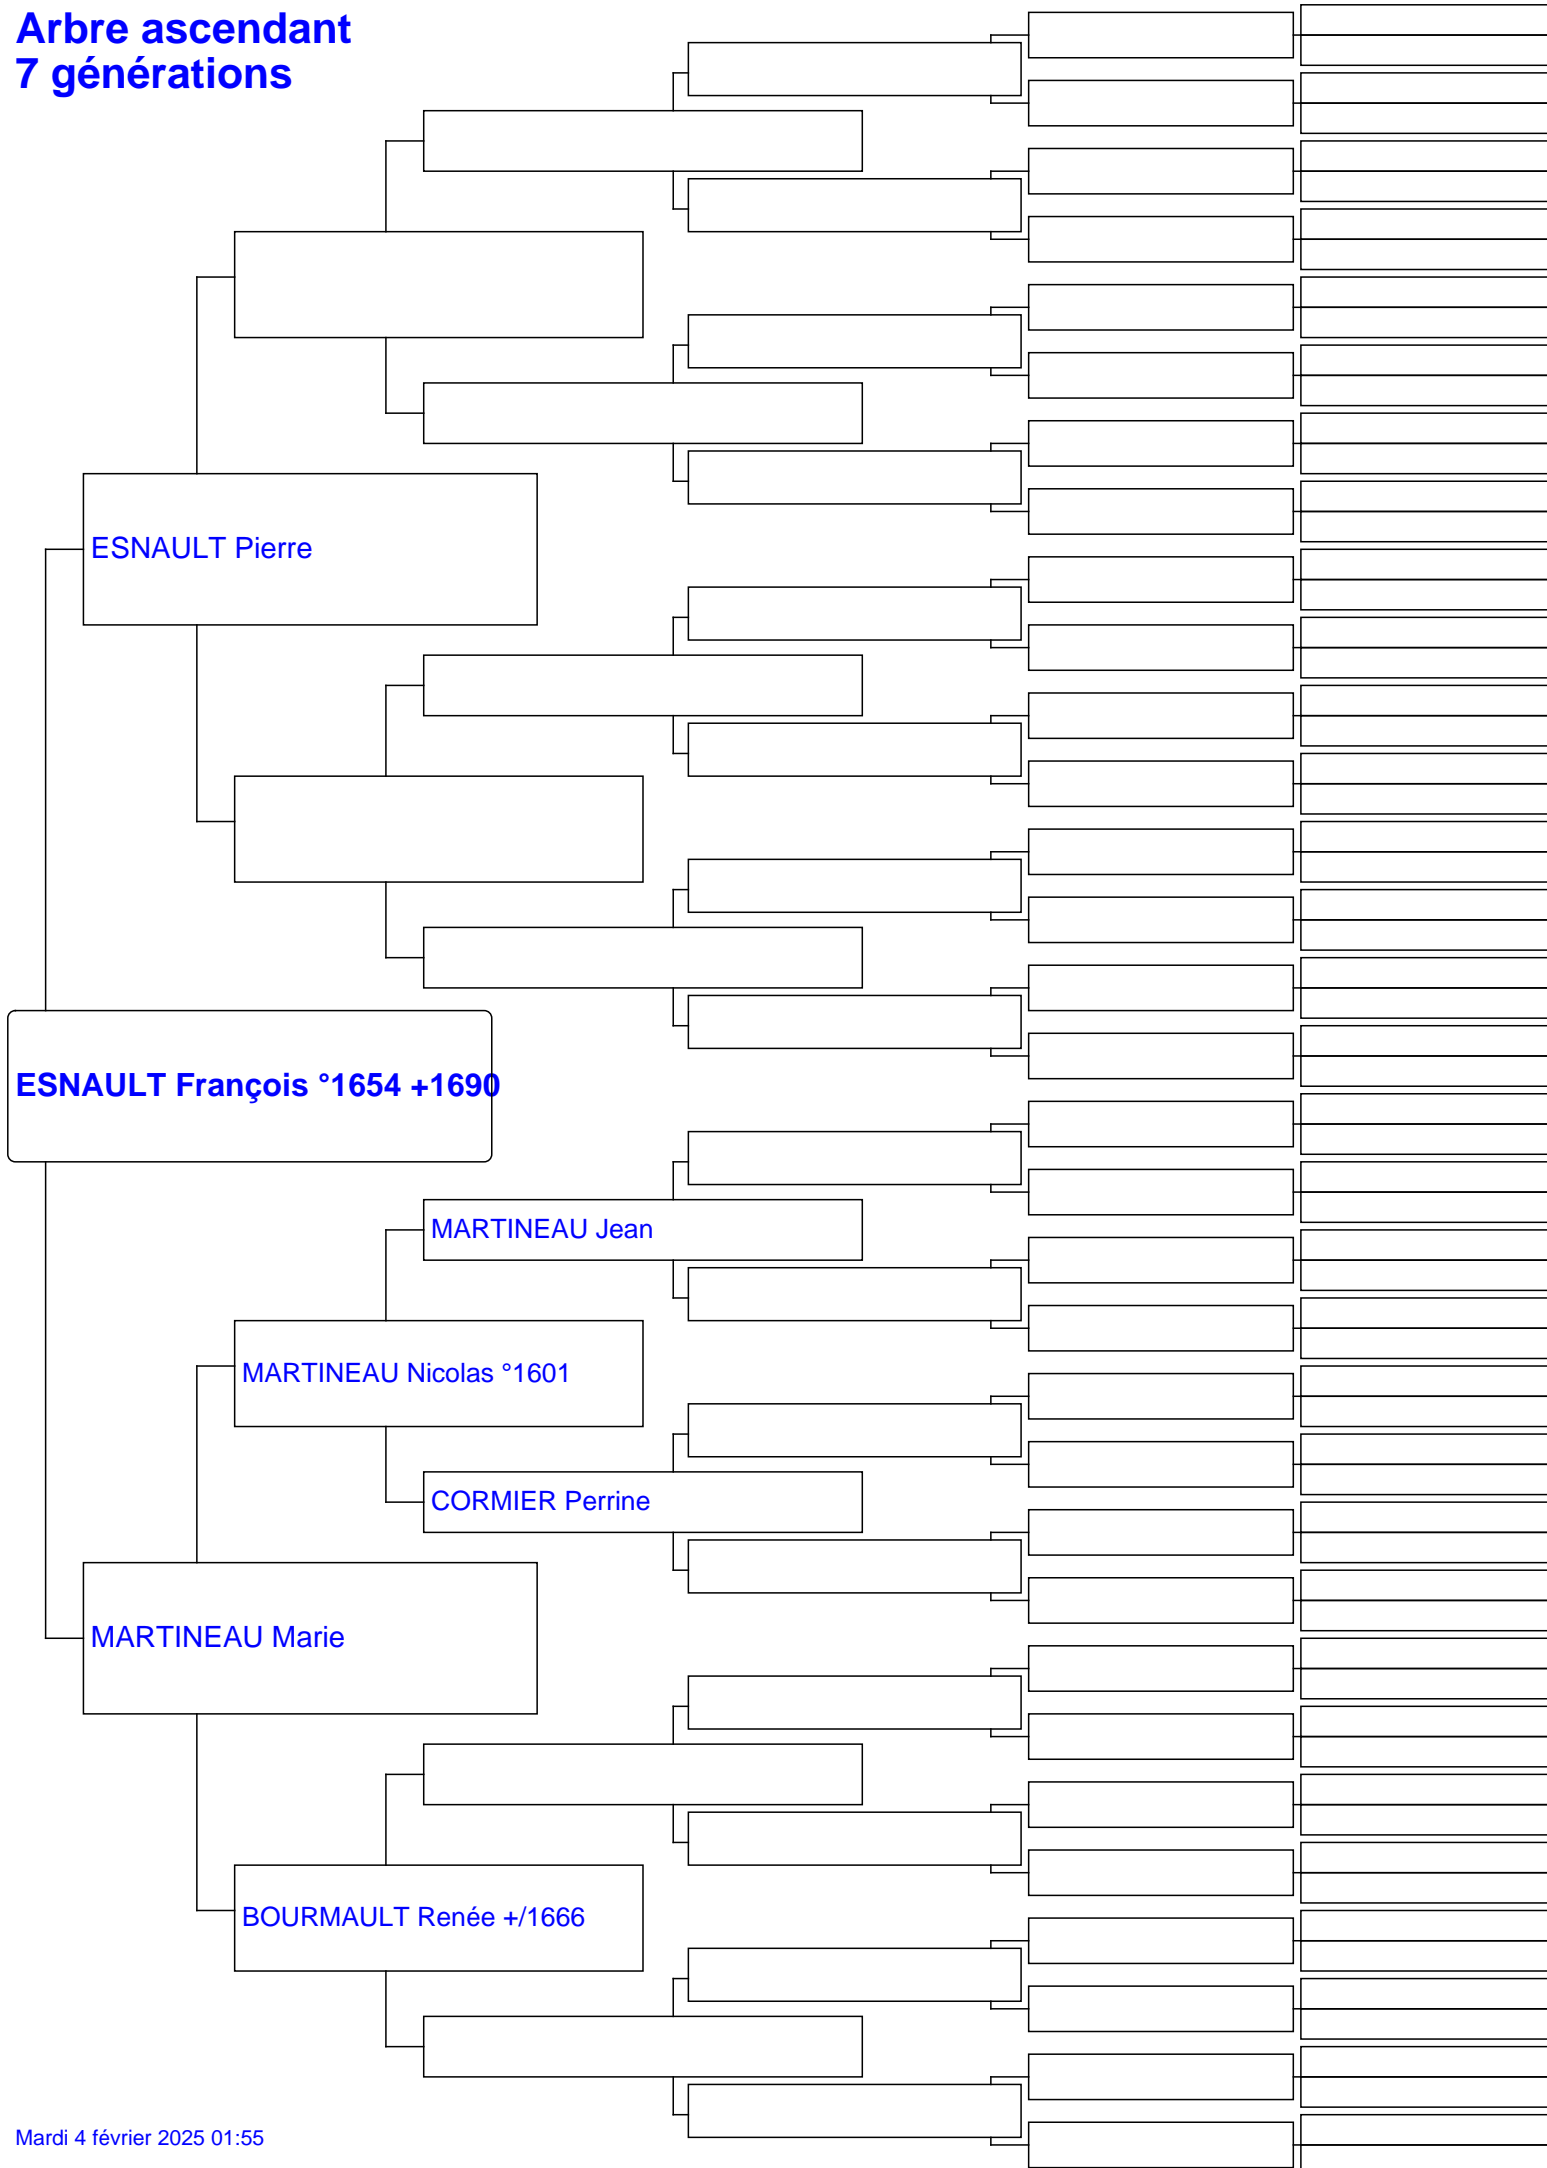 Arbre ascendant
7 générations
ESNAULT Pierre
ESNAULT François °1654 +1690
MARTINEAU Jean
MARTINEAU Nicolas °1601
CORMIER Perrine
MARTINEAU Marie
BOURMAULT Renée +/1666
Mardi 4 février 2025 01:55